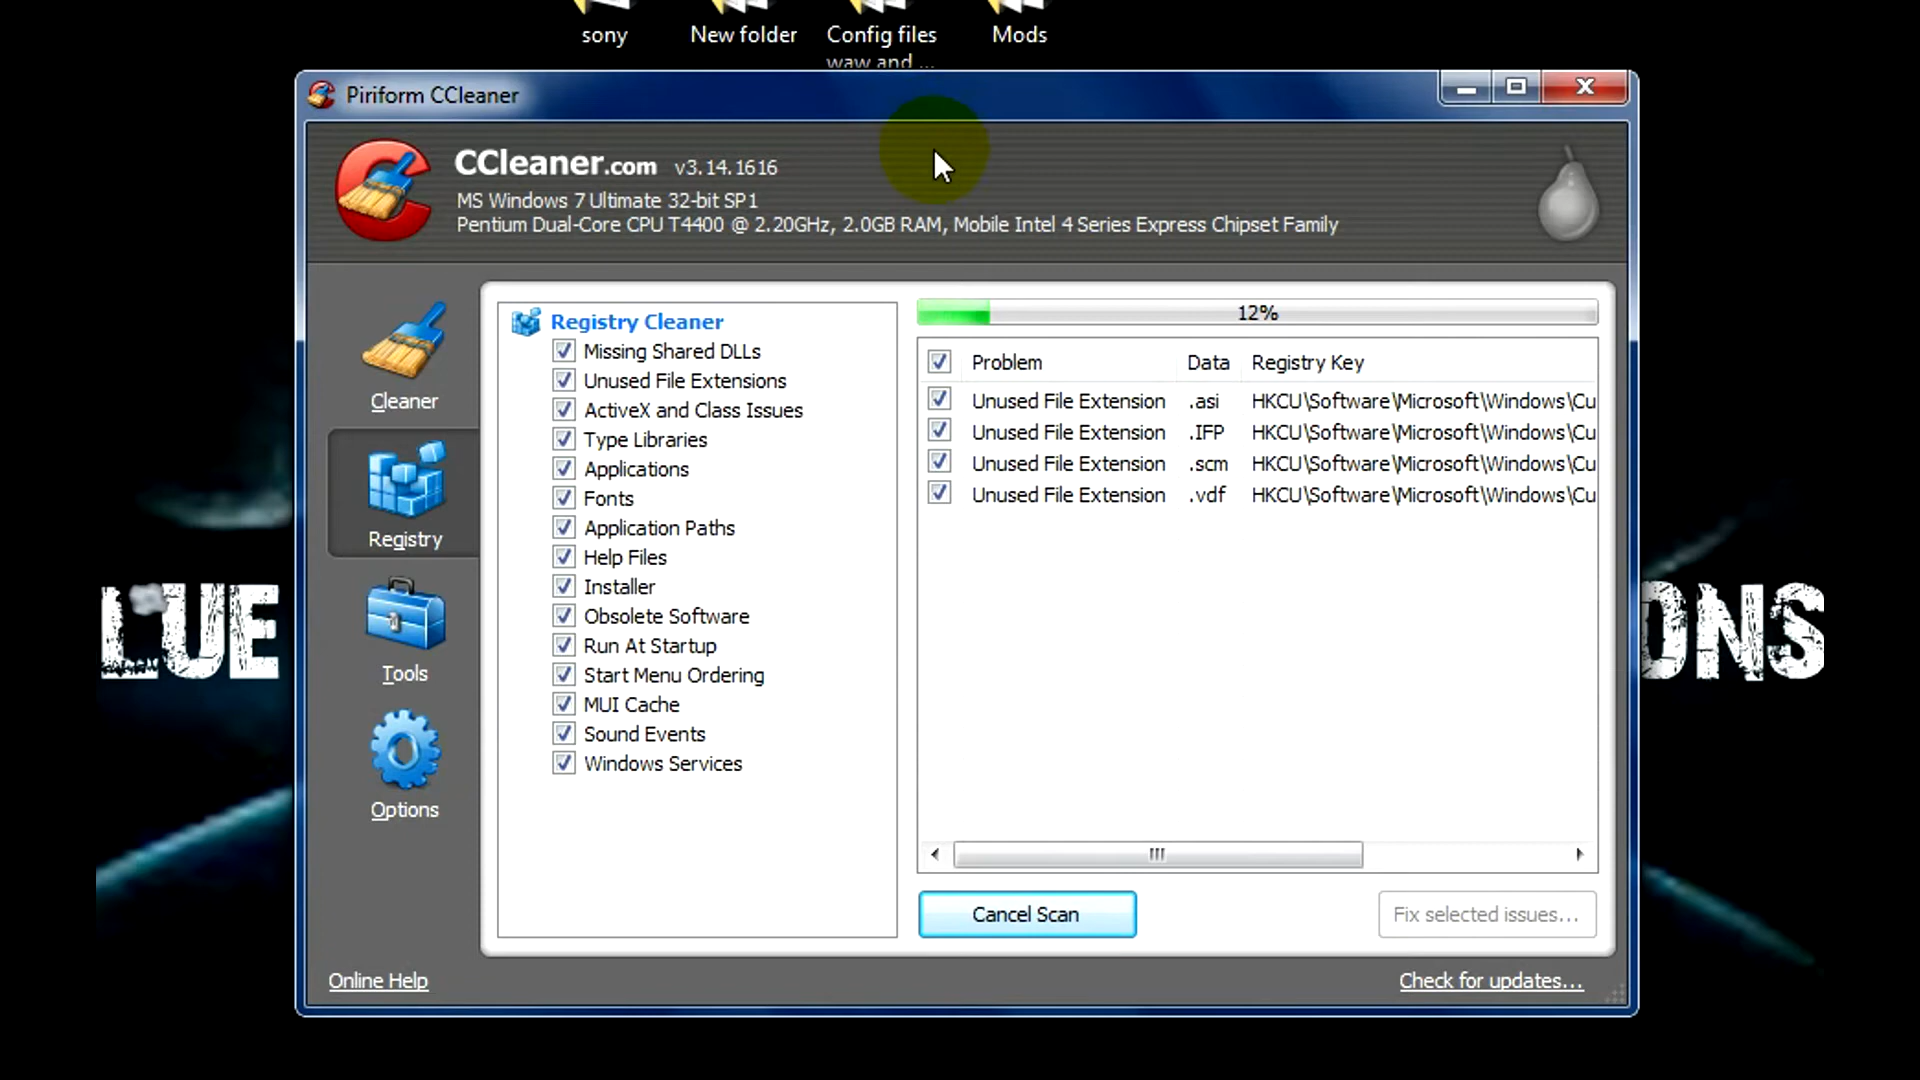 sony
New folder
Config files
waw and ...
Mods
Piriform CCleaner
CCleaner.com v3.14.1616
MS Windows 7 Ultimate 32-bit SP1
Pentium Dual-Core CPU T4400 @ 2.20GHz, 2.0GB RAM, Mobile Intel 4 Series Express Chipset Family
Cleaner
Registry
Tools
Options
Registry Cleaner
Missing Shared DLLs
Unused File Extensions
ActiveX and Class Issues
Type Libraries
Applications
Fonts
Application Paths
Help Files
Installer
Obsolete Software
Run At Startup
Start Menu Ordering
MUI Cache
Sound Events
Windows Services
12%
Problem Data Registry Key
Unused File Extension .asi HKCU\Software\Microsoft\Windows\Cu
Unused File Extension .IFP HKCU\Software\Microsoft\Windows\Cu
Unused File Extension .scm HKCU\Software\Microsoft\Windows\Cu
Unused File Extension .vdf HKCU\Software\Microsoft\Windows\Cu
Cancel Scan
Fix selected issues...
Online Help
Check for updates...
LUE
ONS